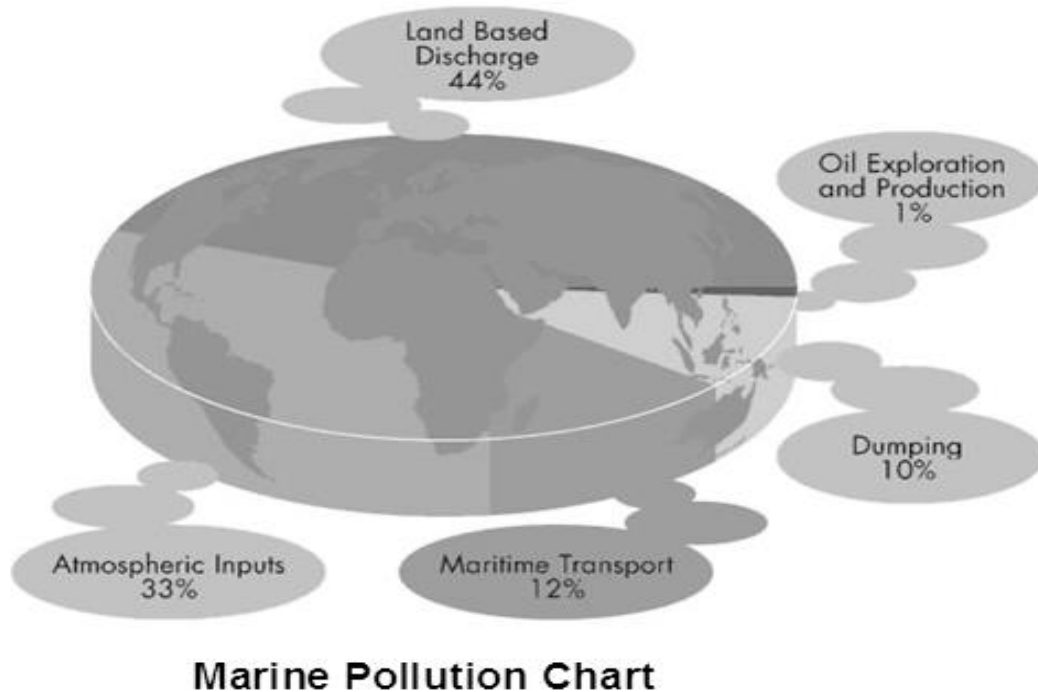 Land Based
Discharge
44%
Oil Exploration
and Production
1%
Dumping
10%
Atmospheric Inputs
33%
Maritime Transport
12%
Marine Pollution Chart